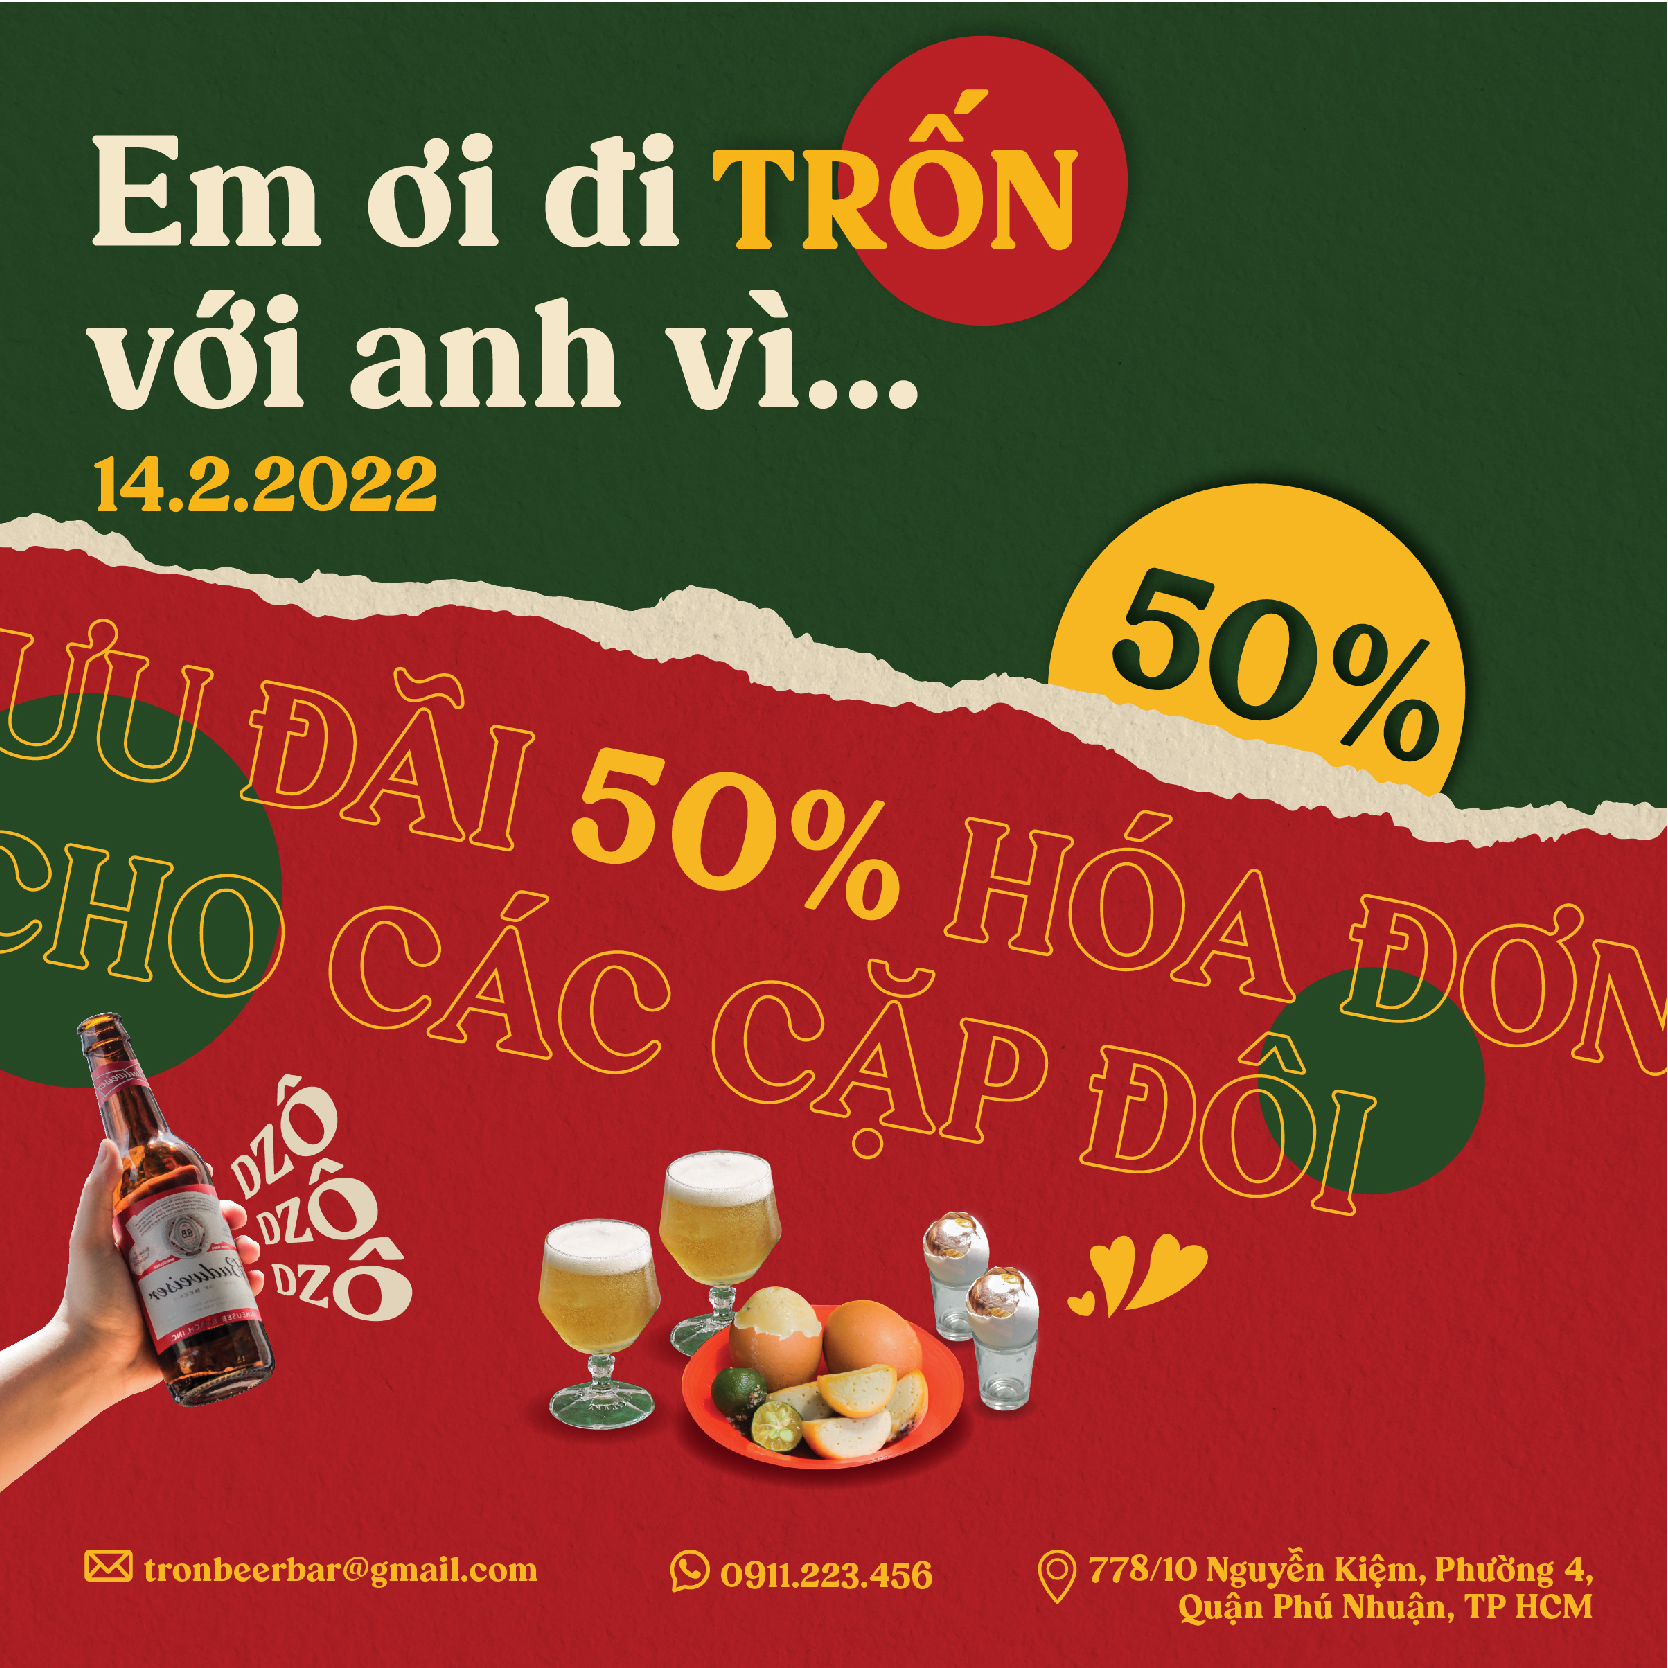 Em ơi đi TRỐN
với anh vì...
14.2.2022
50%
ƯU ĐÃI 50% HÓA ĐƠN
CHO CÁC CẶP ĐÔI
DZÔ
DZÔ
DZÔ
Budweiser
tronbeerbar@gmail.com
0911.223.456
778/10 Nguyễn Kiệm, Phường 4,
Quận Phú Nhuận, TP HCM